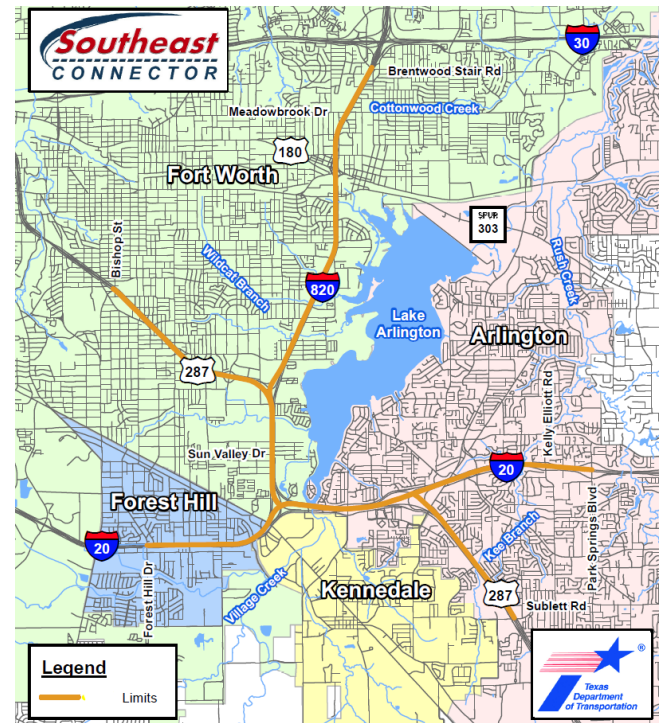 Southeast
CONNECTOR
30
Brentwood Stair Rd
Meadowbrook Dr
Cottonwood Creek
180
Fort Worth
SPUR
303
Bishop St
Rush Creek
Wildcat Branch
820
Lake
Arlington
Arlington
287
Kelly Elliott Rd
Sun Valley Dr
20
Forest Hill
Park Springs Blvd
20
Kee Branch
Forest Hill Dr
Village Creek
Kennedale
287
Sublett Rd
Legend
Limits
®
Texas
Department
of Transportation